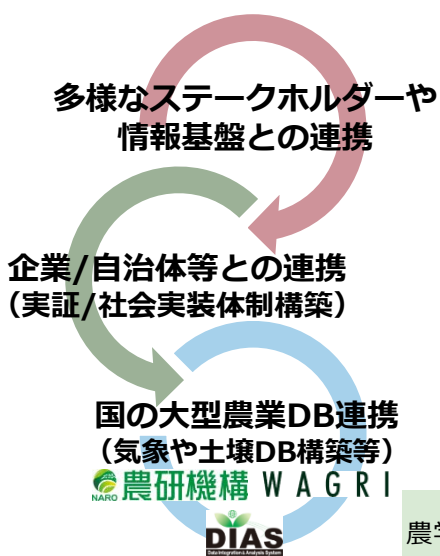 多様なステークホルダーや
情報基盤との連携
企業/自治体等との連携
（実証/社会実装体制構築）
国の大型農業DB連携
（気象や土壌DB構築等）
NARO 農研機構 WAGRI
DIAS
Data Integration & Analysis System
農学